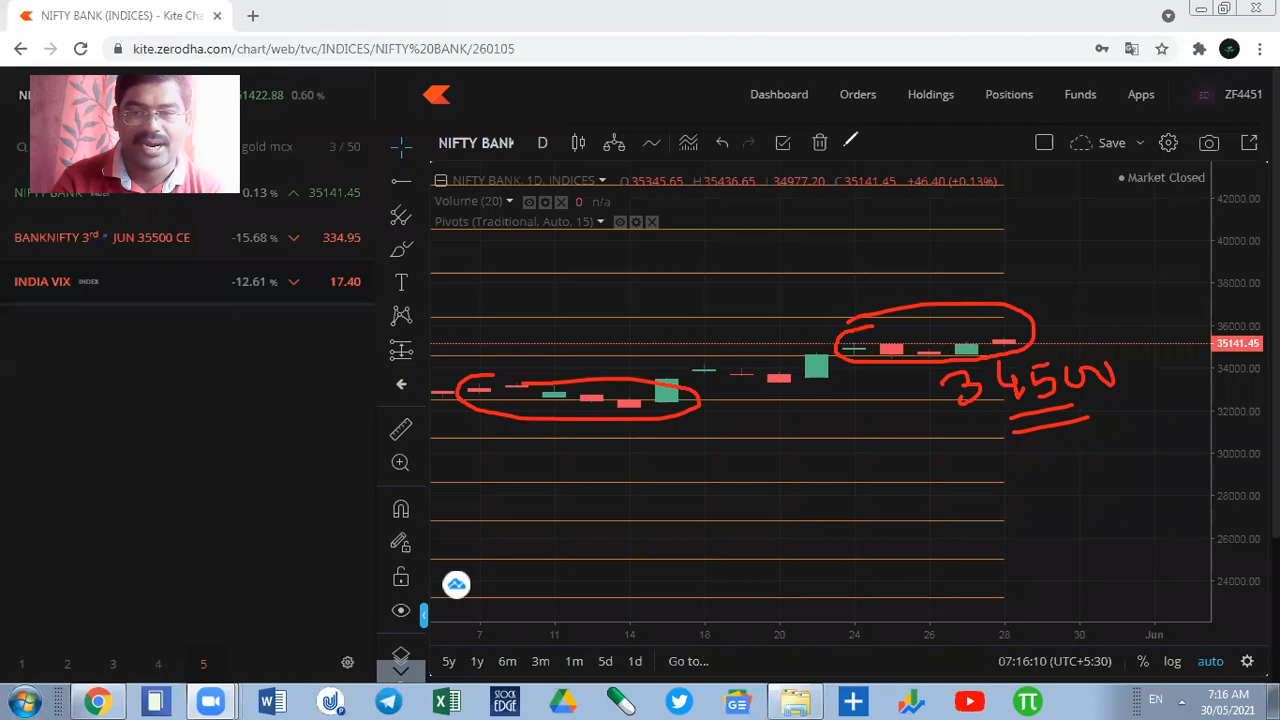 NIFTY BANK (INDICES) - Kite Cha
kite.zerodha.com/chart/web/tvc/INDICES/NIFTY%20BANK/260105
51422.88 0.60 %
Dashboard Orders Holdings Positions Funds Apps ZF4451
gold mcx 3 / 50
NIFTY BANK D Save
NIFTY BANK, 1D, INDICES O35345.65 H35436.65 L34977.20 C35141.45 +46.40 (+0.13%)
Market Closed
0.13 % 35141.45
Volume (20) 0 n/a
Pivots (Traditional, Auto, 15)
BANKNIFTY 3rd JUN 35500 CE -15.68 % 334.95
INDIA VIX INDEX -12.61 % 17.40
42000.00
40000.00
38000.00
36000.00
35141.45
34000.00
32000.00
30000.00
28000.00
26000.00
24000.00
34500
7 11 14 18 20 24 26 28 30 Jun
1 2 3 4 5
5y 1y 6m 3m 1m 5d 1d Go to... 07:16:10 (UTC+5:30) % log auto
STOCK EDGE
EN 7:16 AM
30/05/2021